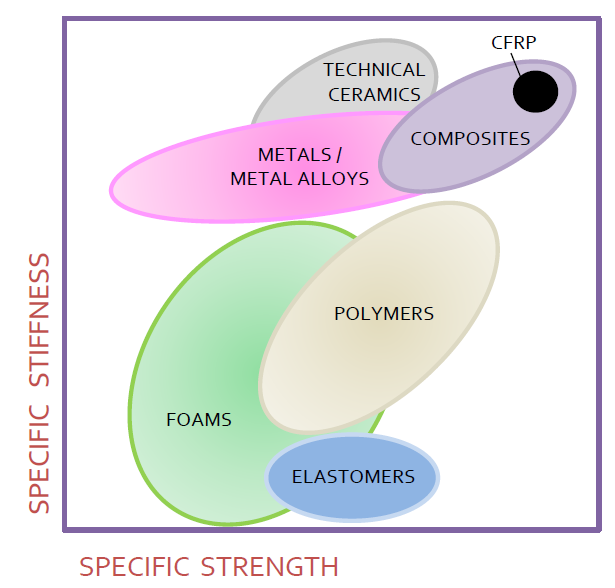 CFRP
TECHNICAL
CERAMICS
COMPOSITES
METALS /
METAL ALLOYS
POLYMERS
FOAMS
ELASTOMERS
SPECIFIC STIFFNESS
SPECIFIC STRENGTH